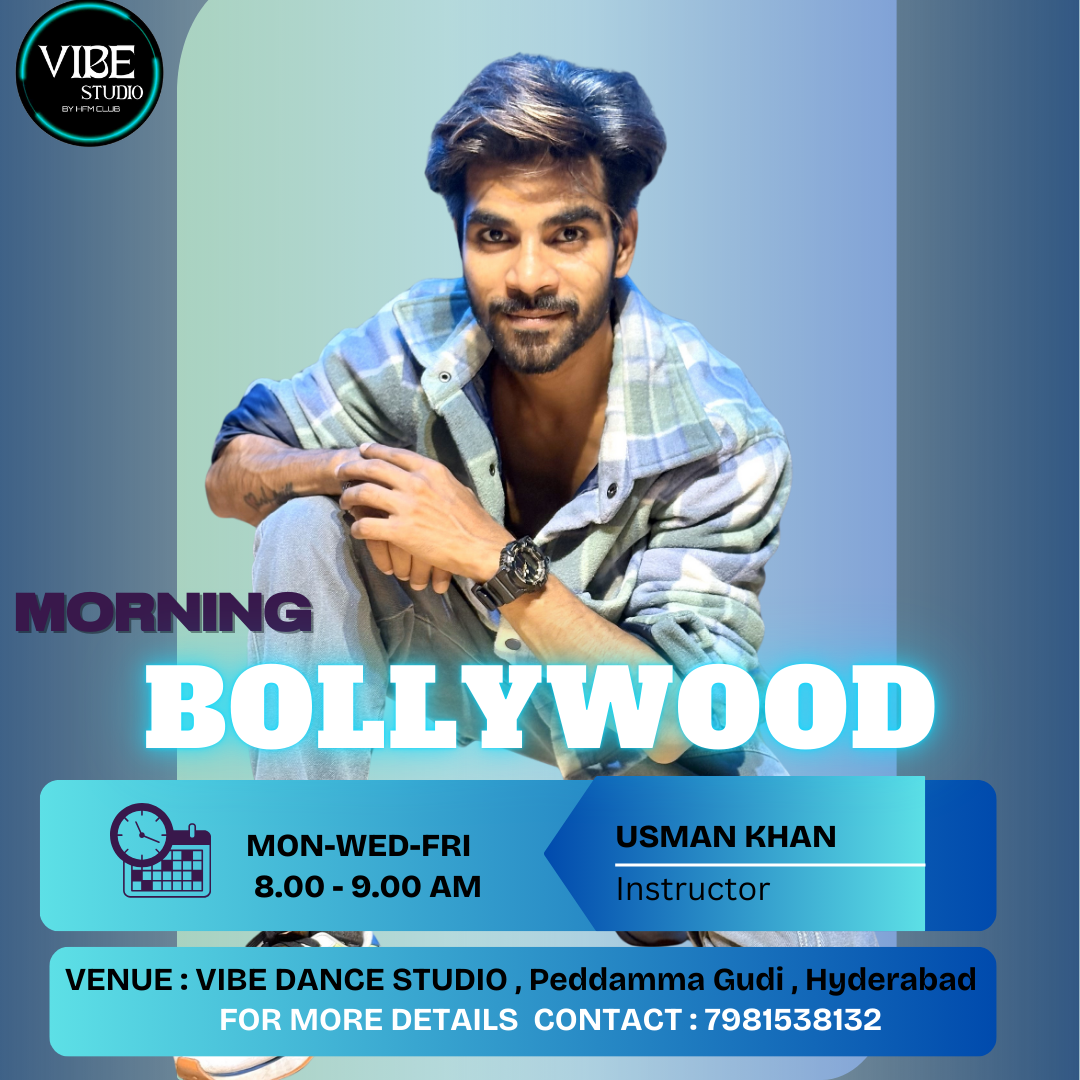 VIBE
STUDIO
BY HFM CLUB
MORNING
BOLLYWOOD
MON-WED-FRI
8.00 - 9.00 AM
USMAN KHAN
Instructor
VENUE : VIBE DANCE STUDIO , Peddamma Gudi , Hyderabad
FOR MORE DETAILS CONTACT : 7981538132